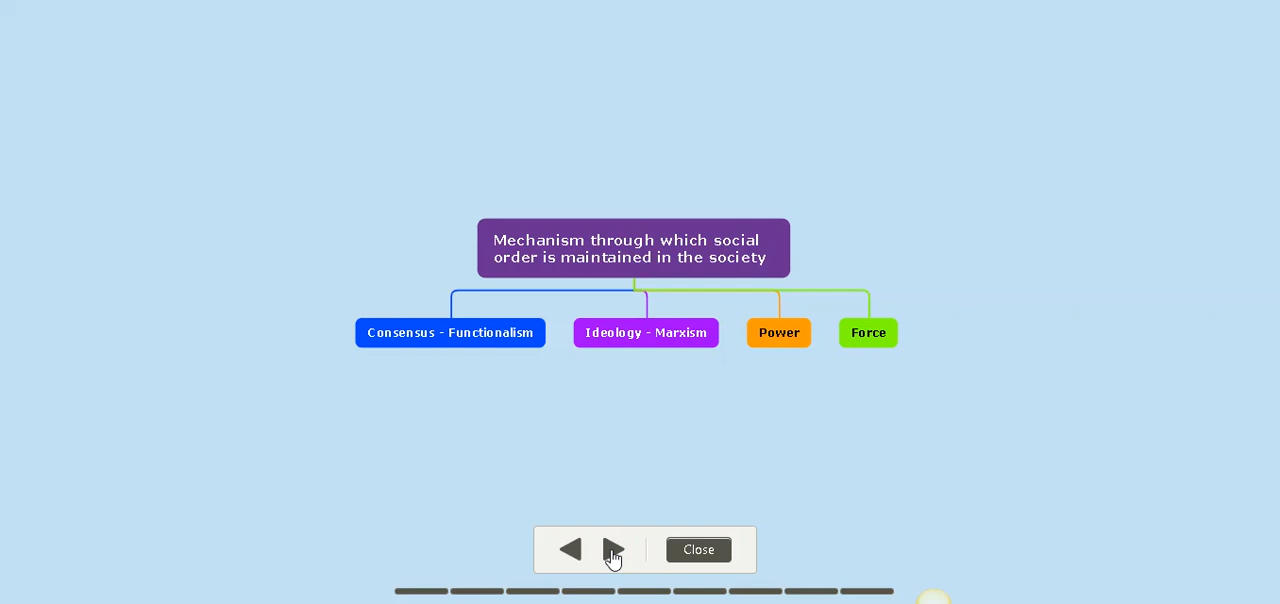 Mechanism through which social
order is maintained in the society
Consensus - Functionalism
Ideology - Marxism
Power
Force
Close